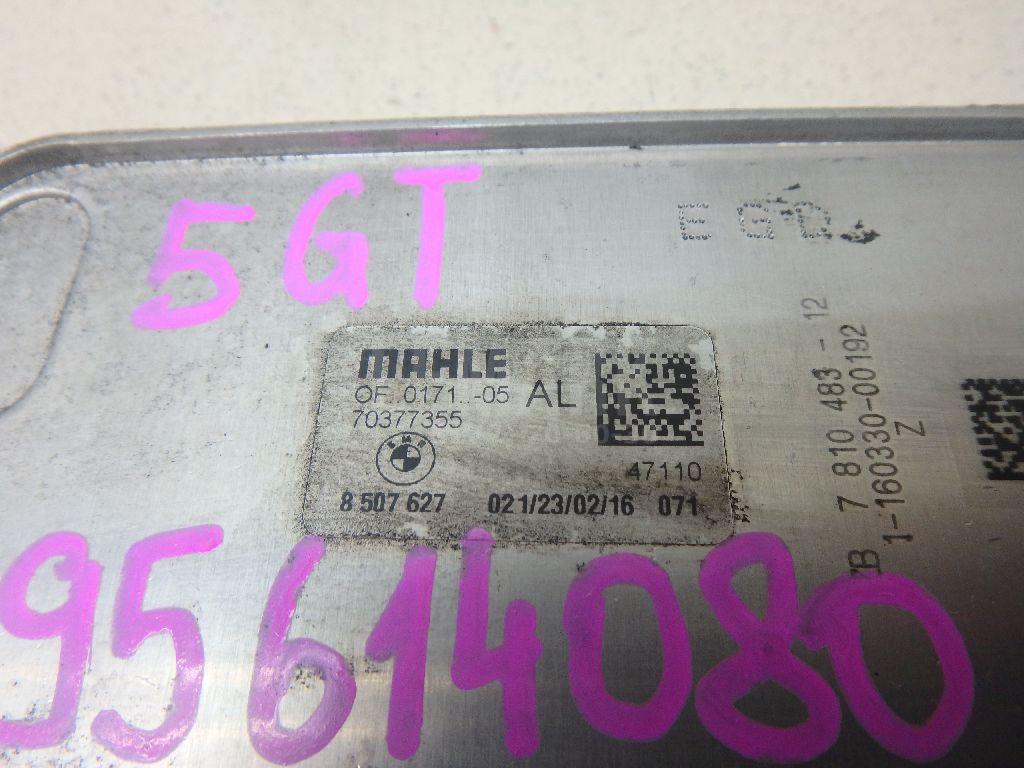 5GT
E G D
MAHLE
OF..0171..-05 AL
70377355
BMW
47110
8 507 627 021/23/02/16 071
7 810 483 - 12
1-160330-00192
Z
95614080